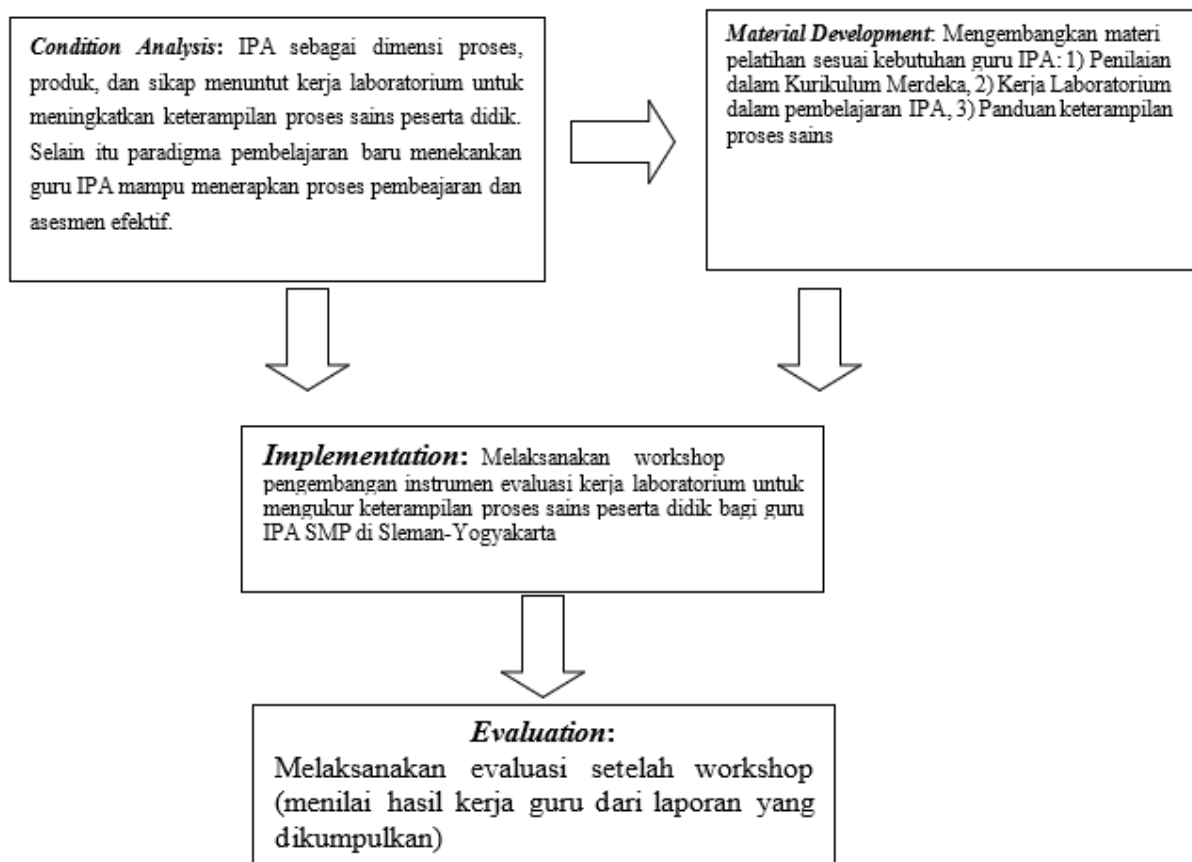 Condition Analysis: IPA sebagai dimensi proses,
produk, dan sikap menuntut kerja laboratorium untuk
meningkatkan keterampilan proses sains peserta didik.
Selain itu paradigma pembelajaran baru menekankan
guru IPA mampu menerapkan proses pembeajaran dan
asesmen efektif.
Material Development: Mengembangkan materi
pelatihan sesuai kebutuhan guru IPA: 1) Penilaian
dalam Kurikulum Merdeka, 2) Kerja Laboratorium
dalam pembelajaran IPA, 3) Panduan keterampilan
proses sains
Implementation: Melaksanakan workshop
pengembangan instrumen evaluasi kerja laboratorium untuk
mengukur keterampilan proses sains peserta didik bagi guru
IPA SMP di Sleman-Yogyakarta
Evaluation:
Melaksanakan evaluasi setelah workshop
(menilai hasil kerja guru dari laporan yang
dikumpulkan)